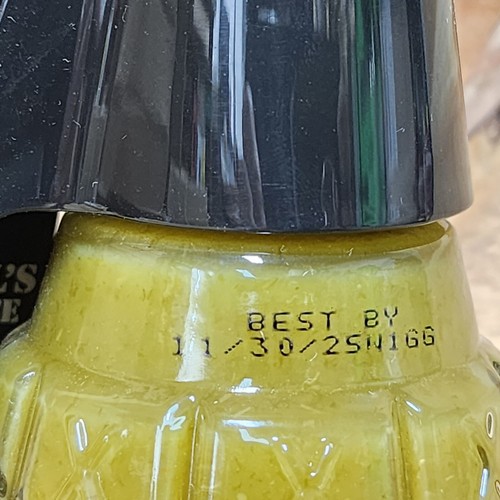 'S
E
BEST BY
11/30/25N1GG